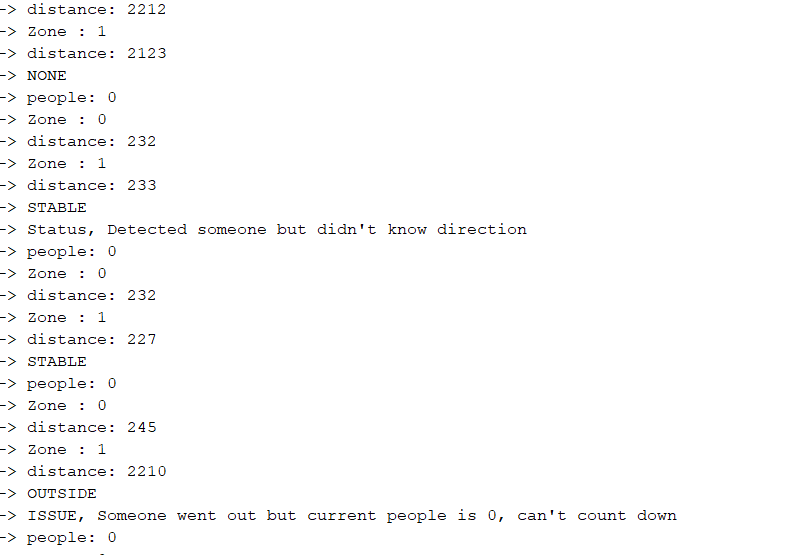 -> distance: 2212
-> Zone : 1
-> distance: 2123
-> NONE
-> people: 0
-> Zone : 0
-> distance: 232
-> Zone : 1
-> distance: 233
-> STABLE
-> Status, Detected someone but didn't know direction
-> people: 0
-> Zone : 0
-> distance: 232
-> Zone : 1
-> distance: 227
-> STABLE
-> people: 0
-> Zone : 0
-> distance: 245
-> Zone : 1
-> distance: 2210
-> OUTSIDE
-> ISSUE, Someone went out but current people is 0, can't count down
-> people: 0